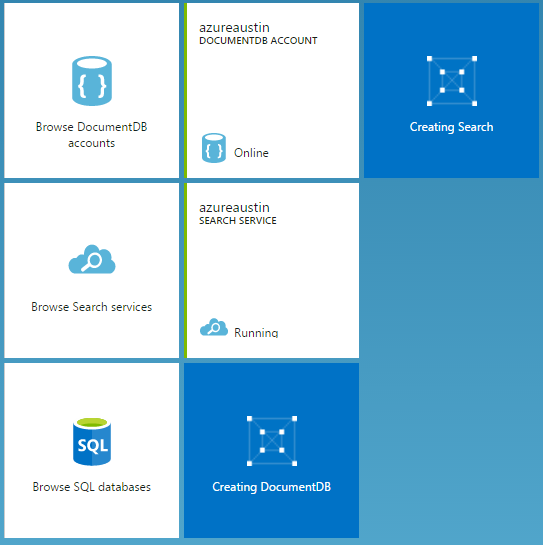 { }
Browse DocumentDB
accounts
azureaustin
DOCUMENTDB ACCOUNT
{ }
Online
Creating Search
Browse Search services
azureaustin
SEARCH SERVICE
Running
SQL
Browse SQL databases
Creating DocumentDB